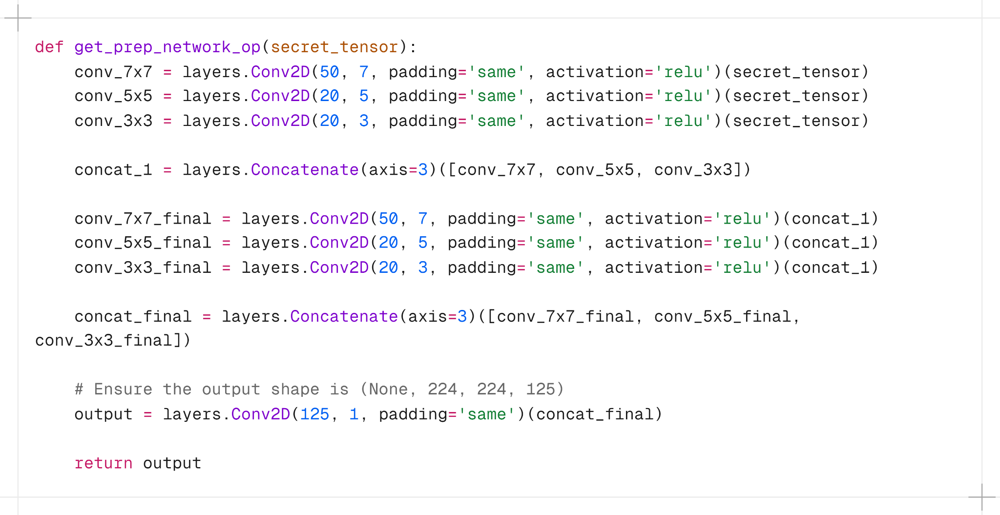 def get_prep_network_op(secret_tensor):
    conv_7x7 = layers.Conv2D(50, 7, padding='same', activation='relu')(secret_tensor)
    conv_5x5 = layers.Conv2D(20, 5, padding='same', activation='relu')(secret_tensor)
    conv_3x3 = layers.Conv2D(20, 3, padding='same', activation='relu')(secret_tensor)

    concat_1 = layers.Concatenate(axis=3)([conv_7x7, conv_5x5, conv_3x3])

    conv_7x7_final = layers.Conv2D(50, 7, padding='same', activation='relu')(concat_1)
    conv_5x5_final = layers.Conv2D(20, 5, padding='same', activation='relu')(concat_1)
    conv_3x3_final = layers.Conv2D(20, 3, padding='same', activation='relu')(concat_1)

    concat_final = layers.Concatenate(axis=3)([conv_7x7_final, conv_5x5_final,
conv_3x3_final])

    # Ensure the output shape is (None, 224, 224, 125)
    output = layers.Conv2D(125, 1, padding='same')(concat_final)

    return output